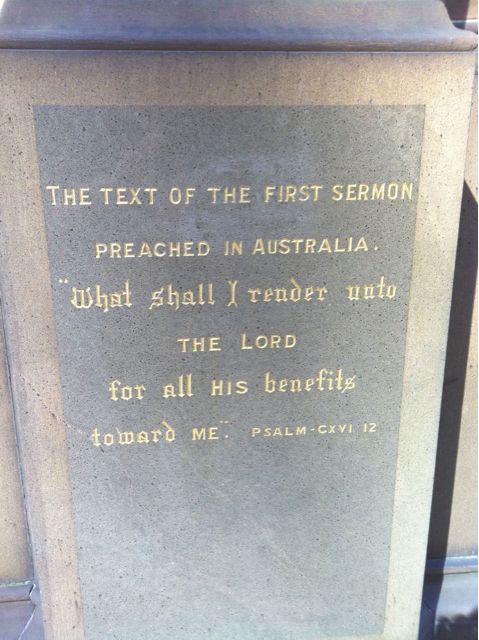 THE TEXT OF THE FIRST SERMON
PREACHED IN AUSTRALIA.
"What shall I render unto
THE LORD
for all HIS benefits
toward ME". PSALM-CXVI 12